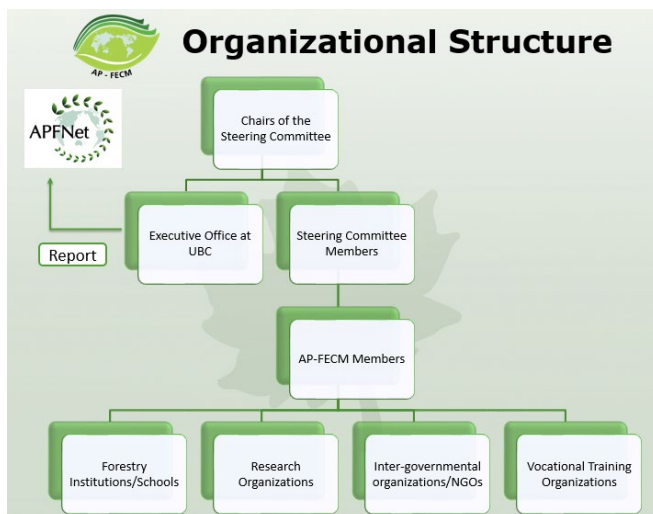 Organizational Structure
AP - FECM
APFNet
Chairs of the
Steering Committee
Executive Office at
UBC
Steering Committee
Members
Report
AP-FECM Members
Forestry
Institutions/Schools
Research
Organizations
Inter-governmental
organizations/NGOs
Vocational Training
Organizations